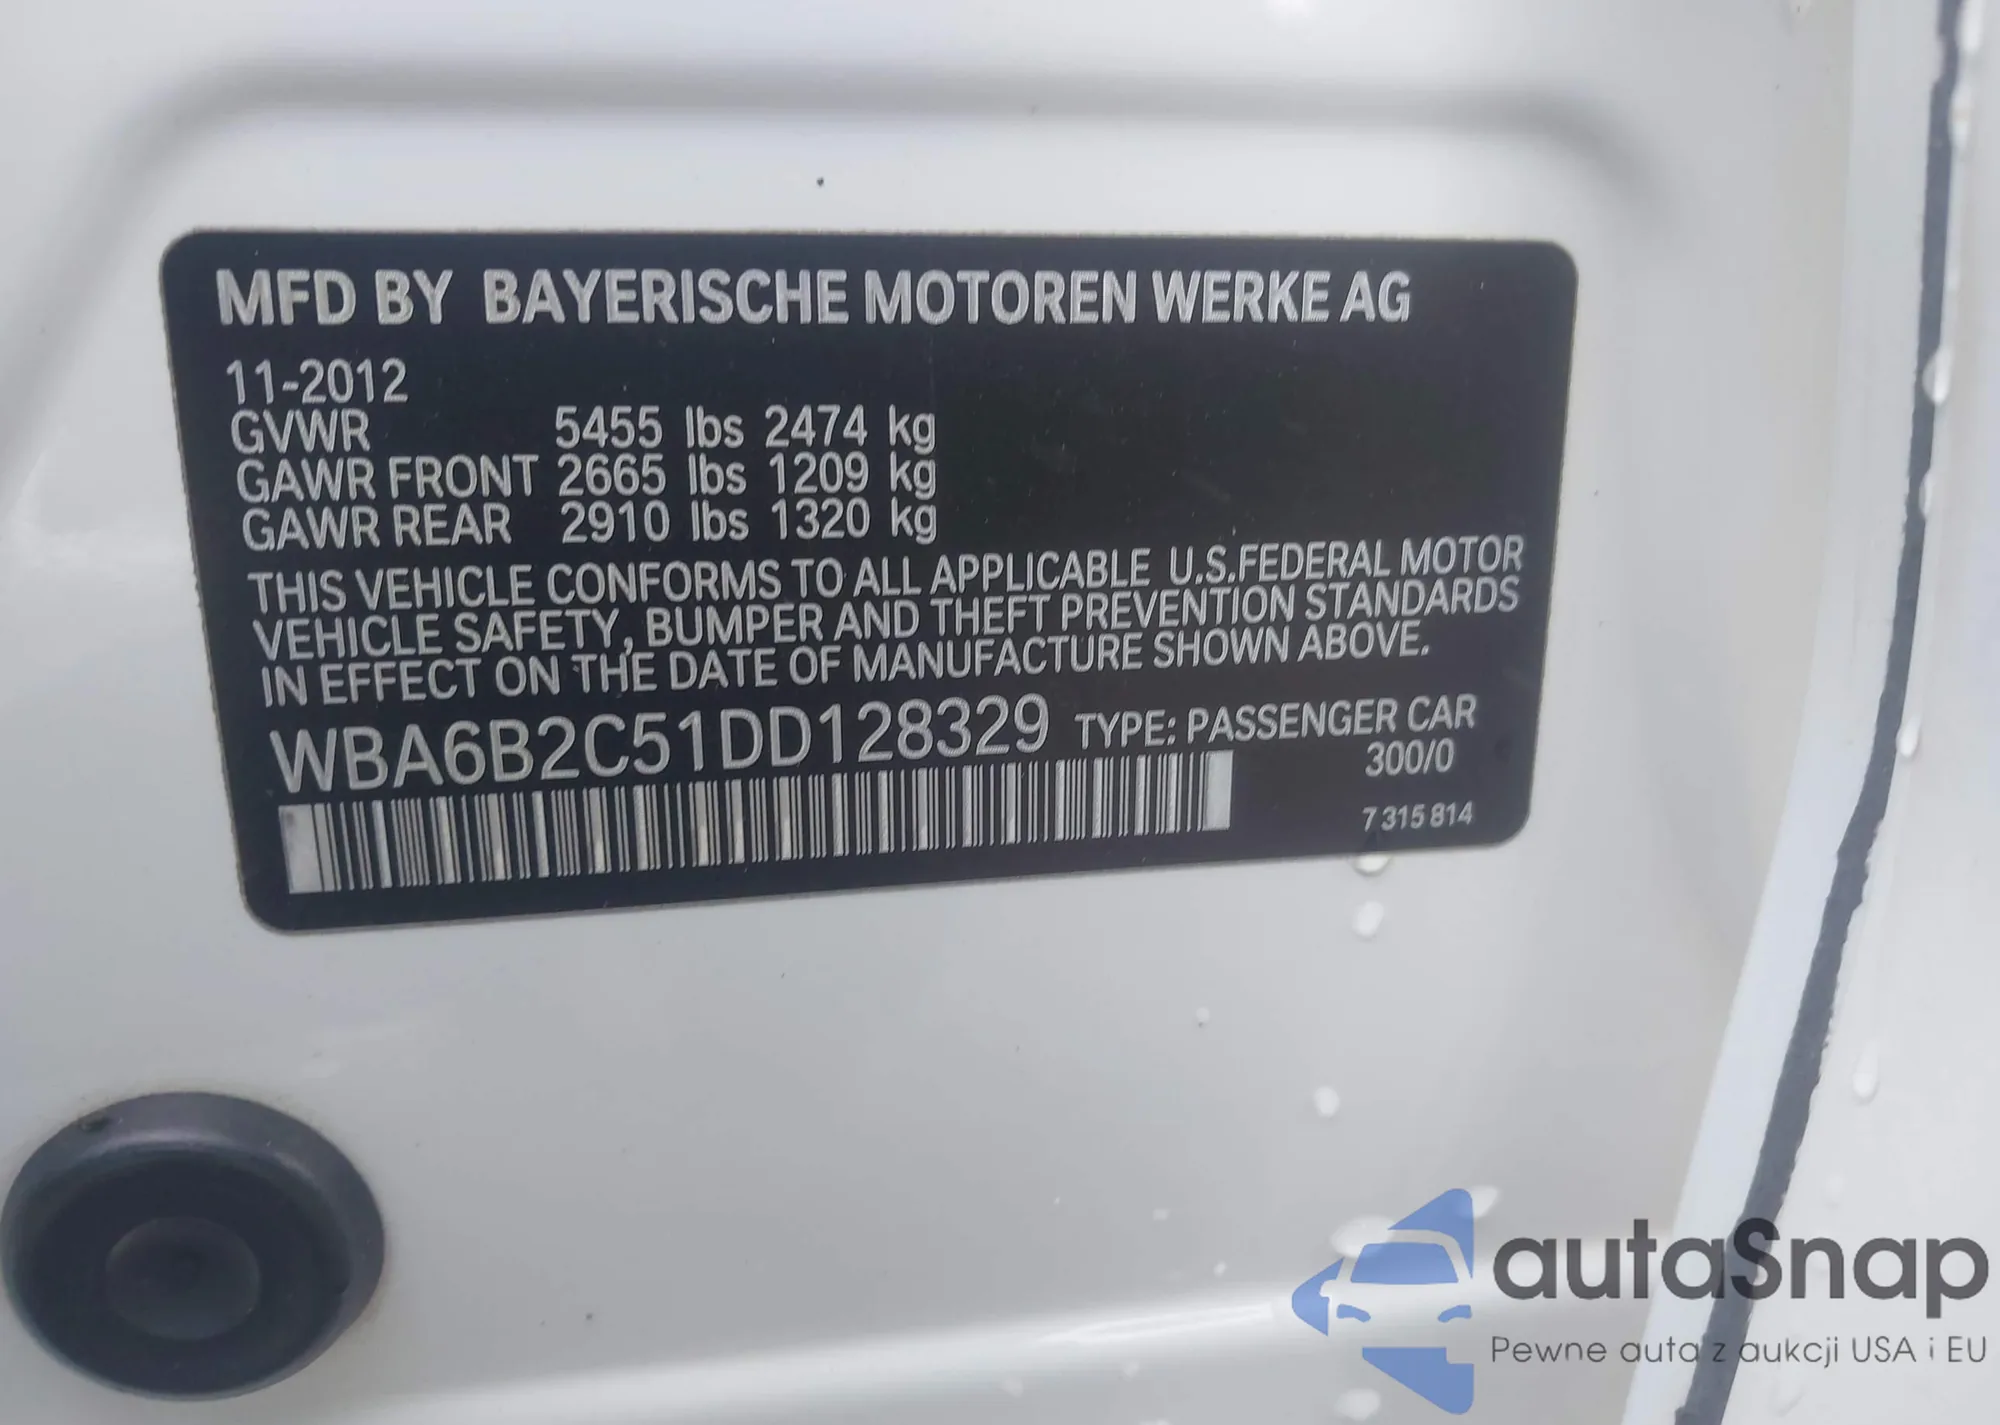 MFD BY BAYERISCHE MOTOREN WERKE AG
11-2012
GVWR 5455 lbs 2474 kg
GAWR FRONT 2665 lbs 1209 kg
GAWR REAR 2910 lbs 1320 kg
THIS VEHICLE CONFORMS TO ALL APPLICABLE U.S.FEDERAL MOTOR
VEHICLE SAFETY, BUMPER AND THEFT PREVENTION STANDARDS
IN EFFECT ON THE DATE OF MANUFACTURE SHOWN ABOVE.
WBA6B2C51DD128329 TYPE: PASSENGER CAR
300/0
7 315 814
autaSnap
Pewne auta z aukcji USA i EU